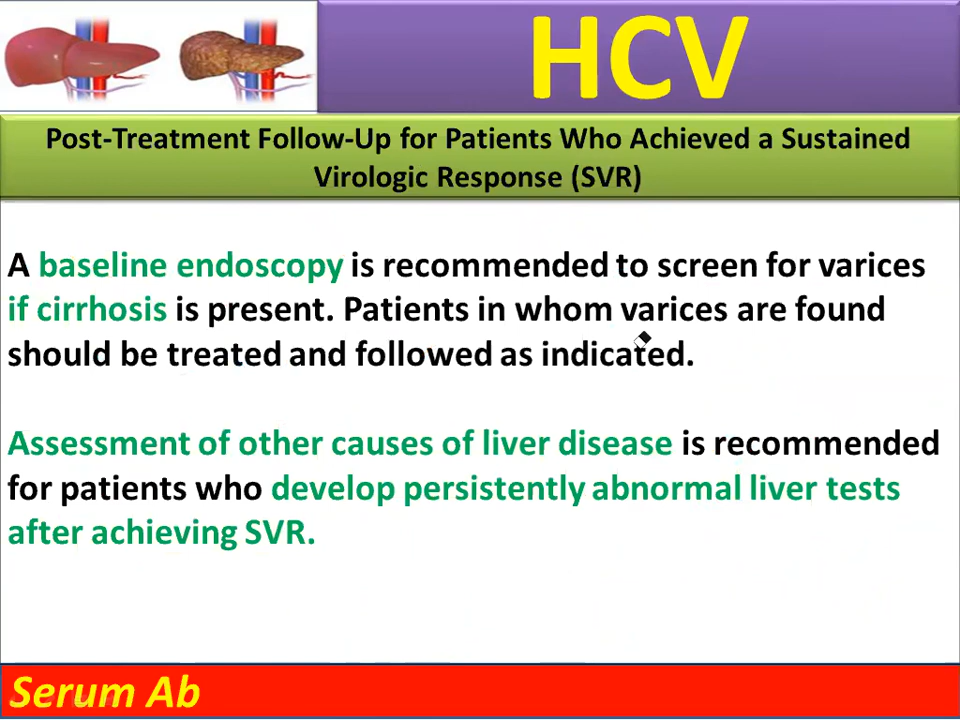 HCV
Post-Treatment Follow-Up for Patients Who Achieved a Sustained
Virologic Response (SVR)
A baseline endoscopy is recommended to screen for varices
if cirrhosis is present. Patients in whom varices are found
should be treated and followed as indicated.
Assessment of other causes of liver disease is recommended
for patients who develop persistently abnormal liver tests
after achieving SVR.
Serum Ab